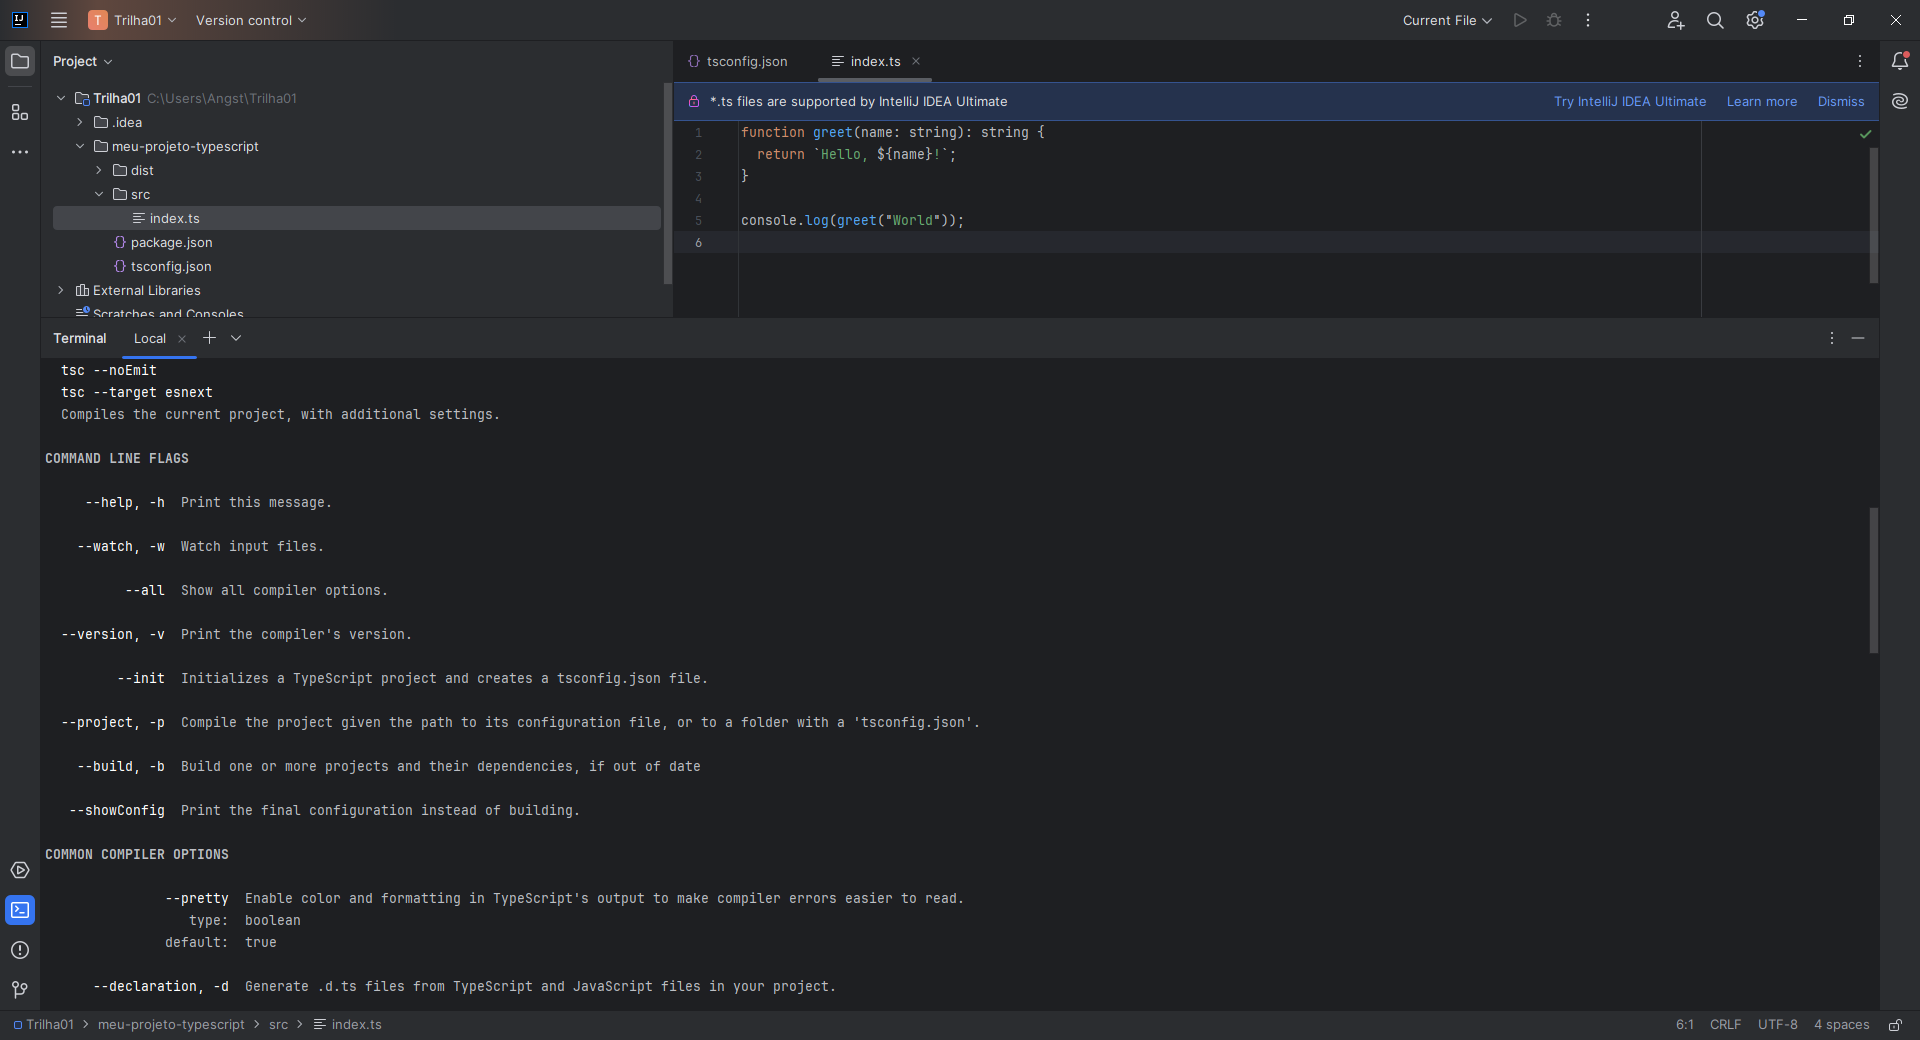 T Trilha01 Version control Current File
Project
Trilha01 C:\Users\Angst\Trilha01
.idea
meu-projeto-typescript
dist
src
index.ts
package.json
tsconfig.json
External Libraries
Scratches and Consoles
tsconfig.json index.ts
*.ts files are supported by IntelliJ IDEA Ultimate Try IntelliJ IDEA Ultimate Learn more Dismiss
1 function greet(name: string): string {
2 return `Hello, ${name}!`;
3 }
4
5 console.log(greet("World"));
6
Terminal Local
tsc --noEmit
tsc --target esnext
Compiles the current project, with additional settings.
COMMAND LINE FLAGS
--help, -h Print this message.
--watch, -w Watch input files.
--all Show all compiler options.
--version, -v Print the compiler's version.
--init Initializes a TypeScript project and creates a tsconfig.json file.
--project, -p Compile the project given the path to its configuration file, or to a folder with a 'tsconfig.json'.
--build, -b Build one or more projects and their dependencies, if out of date
--showConfig Print the final configuration instead of building.
COMMON COMPILER OPTIONS
--pretty Enable color and formatting in TypeScript's output to make compiler errors easier to read.
type: boolean
default: true
--declaration, -d Generate .d.ts files from TypeScript and JavaScript files in your project.
Trilha01 > meu-projeto-typescript > src > index.ts 6:1 CRLF UTF-8 4 spaces